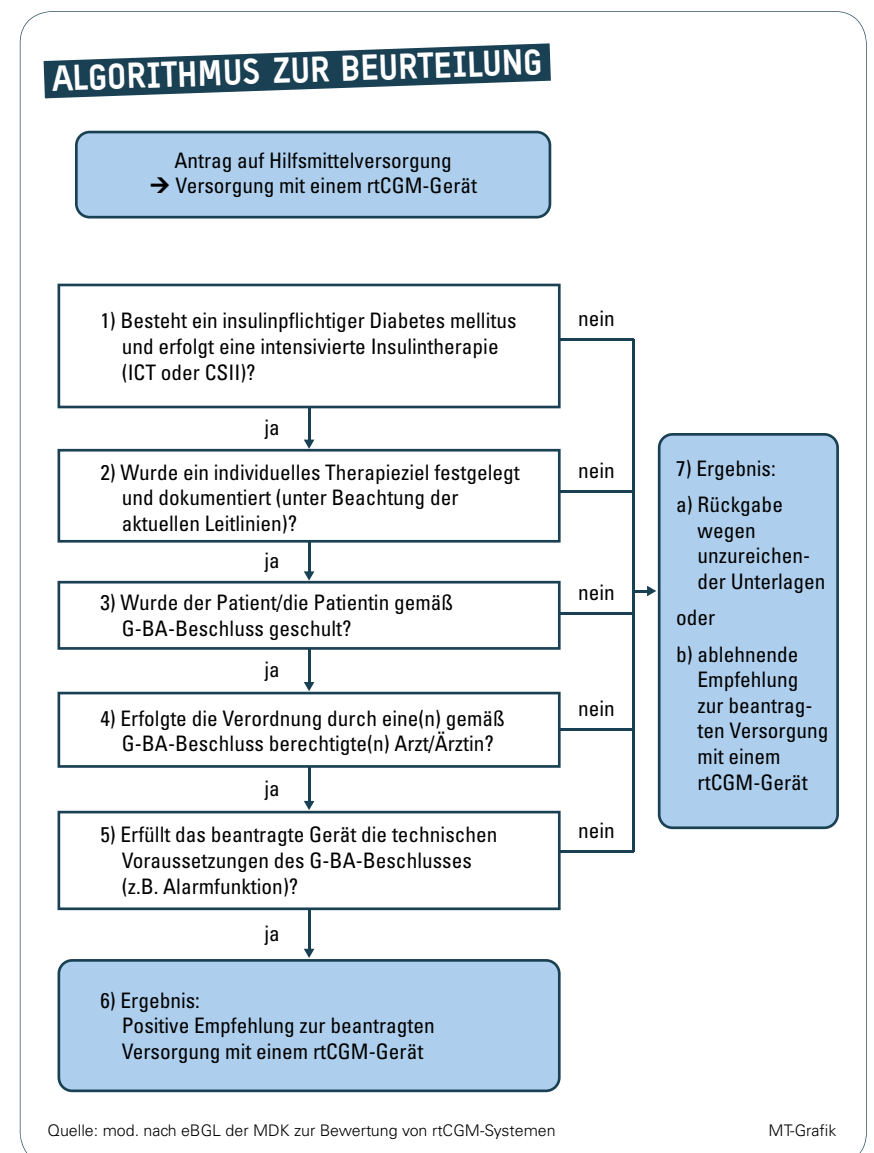 ALGORITHMUS ZUR BEURTEILUNG
Antrag auf Hilfsmittelversorgung
➔ Versorgung mit einem rtCGM-Gerät
1) Besteht ein insulinpflichtiger Diabetes mellitus
und erfolgt eine intensivierte Insulintherapie
(ICT oder CSII)?
nein
ja
2) Wurde ein individuelles Therapieziel festgelegt
und dokumentiert (unter Beachtung der
aktuellen Leitlinien)?
nein
ja
3) Wurde der Patient/die Patientin gemäß
G-BA-Beschluss geschult?
nein
ja
4) Erfolgte die Verordnung durch eine(n) gemäß
G-BA-Beschluss berechtigte(n) Arzt/Ärztin?
nein
ja
5) Erfüllt das beantragte Gerät die technischen
Voraussetzungen des G-BA-Beschlusses
(z.B. Alarmfunktion)?
nein
ja
6) Ergebnis:
Positive Empfehlung zur beantragten
Versorgung mit einem rtCGM-Gerät
7) Ergebnis:
a) Rückgabe
wegen
unzureichen-
der Unterlagen
oder
b) ablehnende
Empfehlung
zur beantrag-
ten Versorgung
mit einem
rtCGM-Gerät
Quelle: mod. nach eBGL der MDK zur Bewertung von rtCGM-Systemen
MT-Grafik